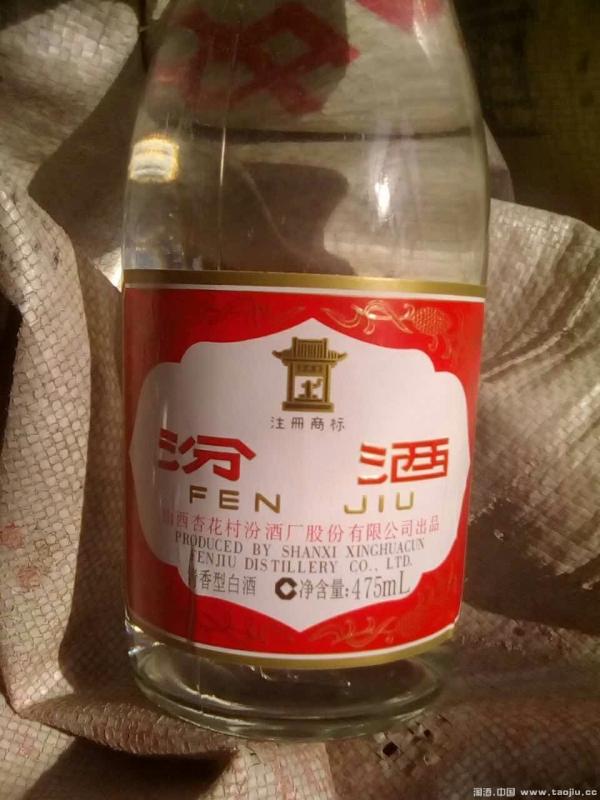 注册商标
汾酒
FEN JIU
山西杏花村汾酒厂股份有限公司出品
PRODUCED BY SHANXI XINGHUACUN
FENJIU DISTILLERY CO., LTD.
清香型白酒 净含量:475mL
淘酒.中国 www.taojiu.cc